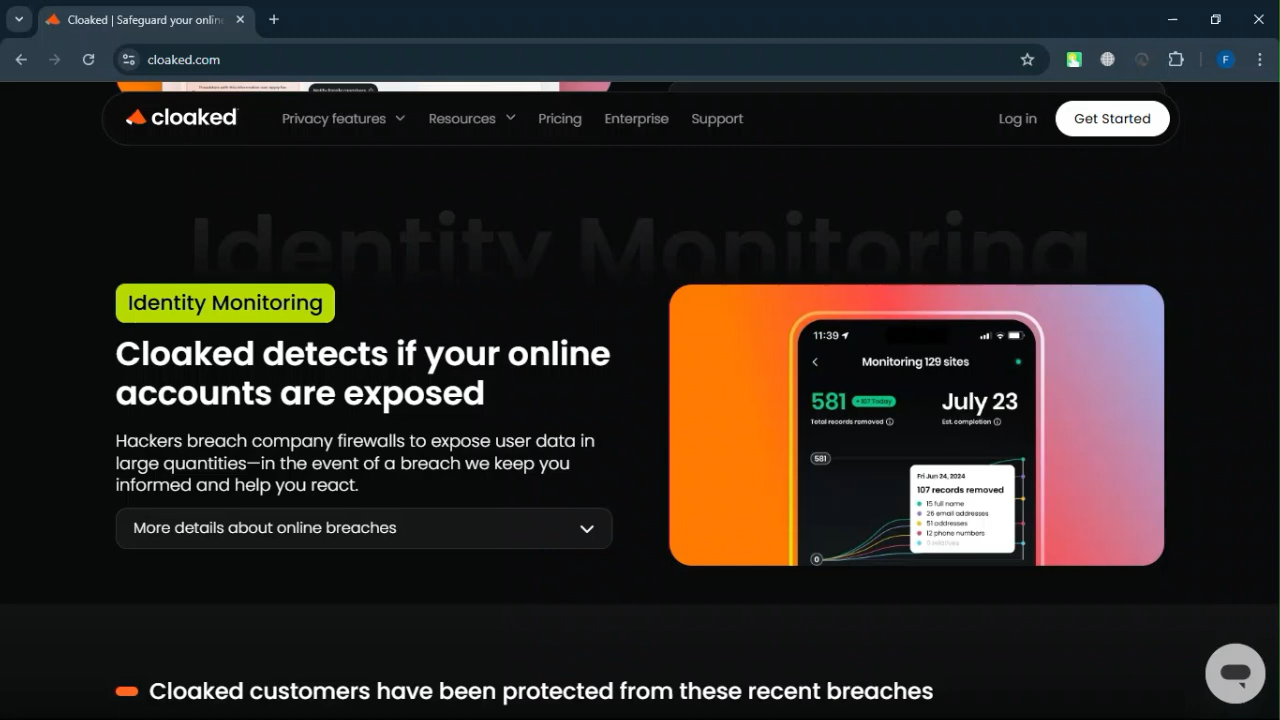 Cloaked | Safeguard your onlin
cloaked.com
F
cloaked
Privacy features
Resources
Pricing
Enterprise
Support
Log in
Get Started
Identity Monitoring
Identity Monitoring
Cloaked detects if your online
accounts are exposed
Hackers breach company firewalls to expose user data in
large quantities—in the event of a breach we keep you
informed and help you react.
More details about online breaches
11:39
Monitoring 129 sites
581
+107 Today
July 23
Total records removed
Est. completion
581
Fri Jun 24, 2024
107 records removed
15 full name
26 email addresses
51 addresses
12 phone numbers
0
Cloaked customers have been protected from these recent breaches